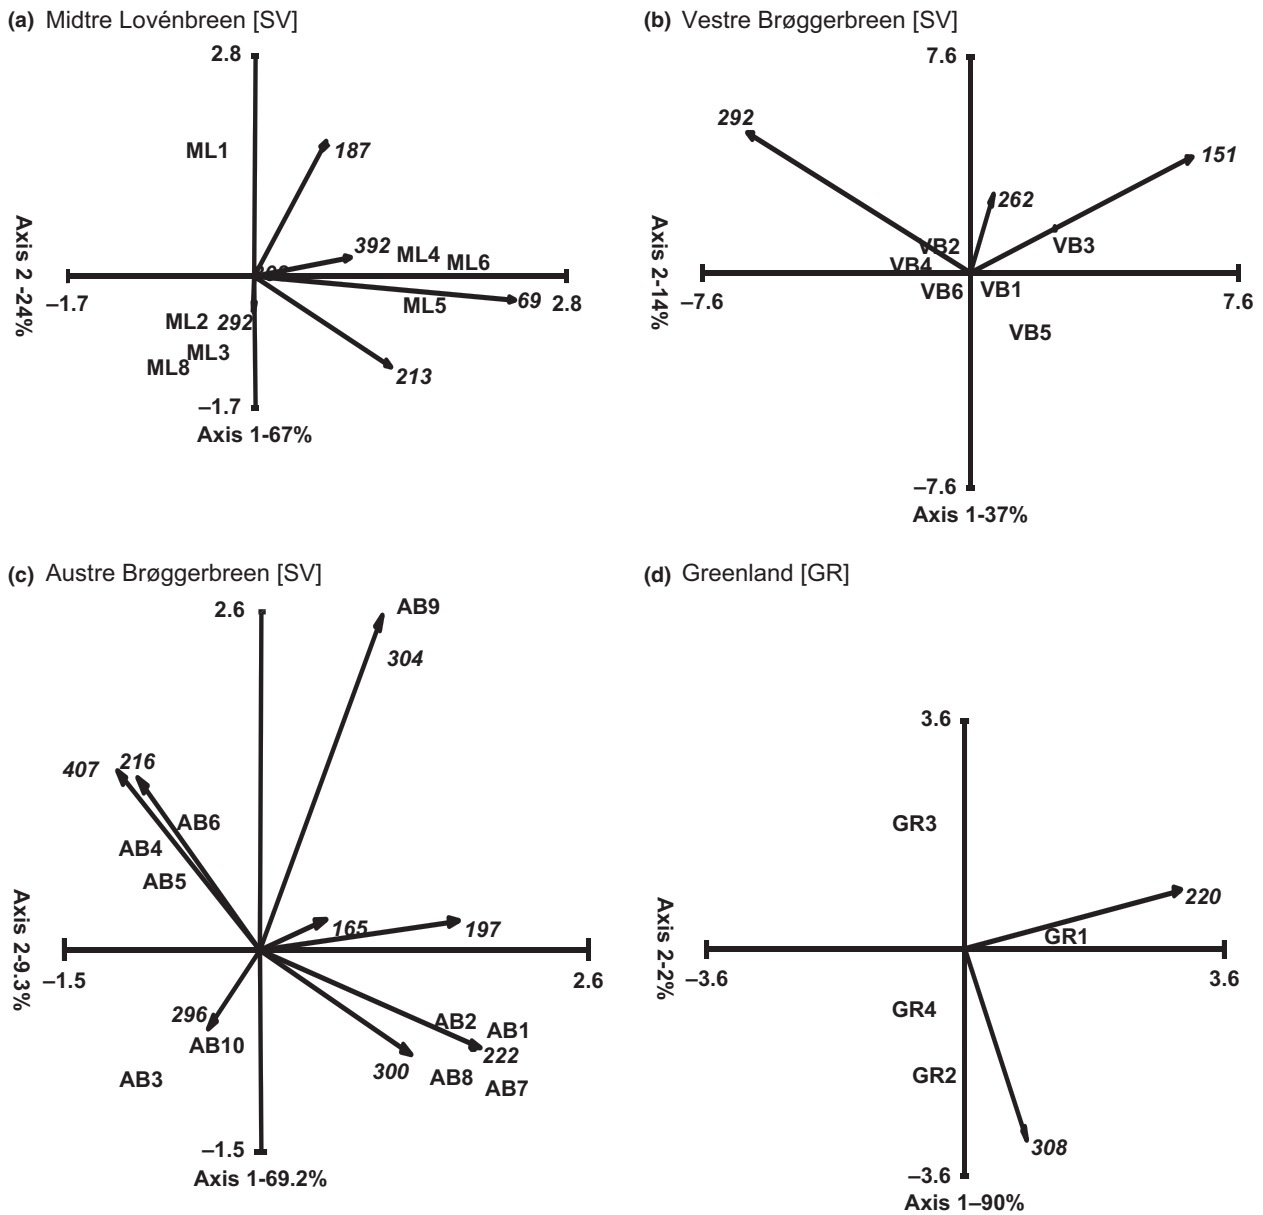 (a) Midtre Lovénbreen [SV]
2.8
ML1
187
392
ML4
ML6
Axis 2 -24%
–1.7
ML5
69
2.8
ML2
292
ML3
ML8
213
–1.7
Axis 1-67%
(b) Vestre Brøggerbreen [SV]
7.6
292
151
262
VB2
VB3
VB4
Axis 2-14%
–7.6
VB6
VB1
7.6
VB5
–7.6
Axis 1-37%
(c) Austre Brøggerbreen [SV]
2.6
AB9
304
407
216
AB6
AB4
AB5
165
197
Axis 2-9.3%
–1.5
2.6
296
AB10
AB2
AB1
222
300
AB3
AB8
AB7
–1.5
Axis 1-69.2%
(d) Greenland [GR]
3.6
GR3
220
GR1
Axis 2-2%
–3.6
3.6
GR4
GR2
308
–3.6
Axis 1–90%